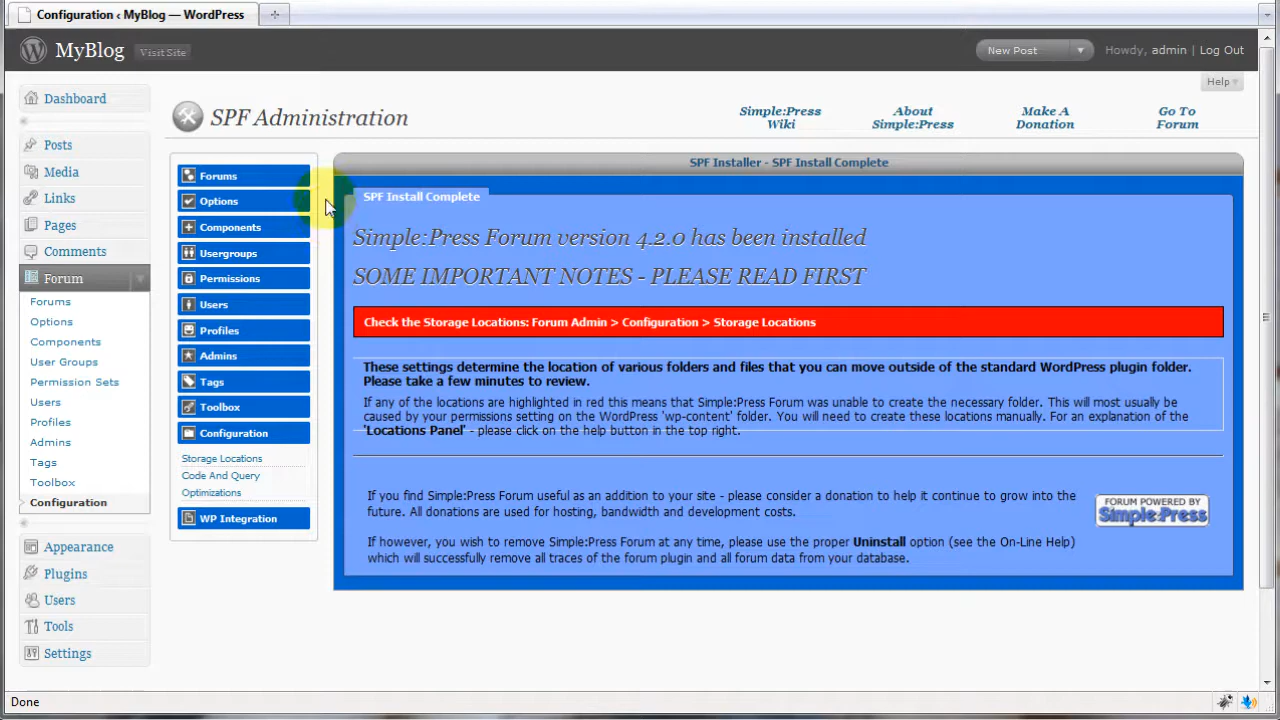 Configuration ‹ MyBlog — WordPress
MyBlog
Visit Site
New Post
Howdy, admin | Log Out
Help
Dashboard
Posts
Media
Links
Pages
Comments
Forum
Forums
Options
Components
User Groups
Permission Sets
Users
Profiles
Admins
Tags
Toolbox
Configuration
Appearance
Plugins
Users
Tools
Settings
SPF Administration
Simple:Press
Wiki
About
Simple:Press
Make A
Donation
Go To
Forum
Forums
Options
Components
Usergroups
Permissions
Users
Profiles
Admins
Tags
Toolbox
Configuration
Storage Locations
Code And Query
Optimizations
WP Integration
SPF Installer - SPF Install Complete
SPF Install Complete
Simple:Press Forum version 4.2.0 has been installed
SOME IMPORTANT NOTES - PLEASE READ FIRST
Check the Storage Locations: Forum Admin > Configuration > Storage Locations
These settings determine the location of various folders and files that you can move outside of the standard WordPress plugin folder.
Please take a few minutes to review.
If any of the locations are highlighted in red this means that Simple:Press Forum was unable to create the necessary folder. This will most usually be
caused by your permissions setting on the WordPress 'wp-content' folder. You will need to create these locations manually. For an explanation of the
'Locations Panel' - please click on the help button in the top right.
If you find Simple:Press Forum useful as an addition to your site - please consider a donation to help it continue to grow into the
future. All donations are used for hosting, bandwidth and development costs.
FORUM POWERED BY
Simple:Press
If however, you wish to remove Simple:Press Forum at any time, please use the proper Uninstall option (see the On-Line Help)
which will successfully remove all traces of the forum plugin and all forum data from your database.
Done